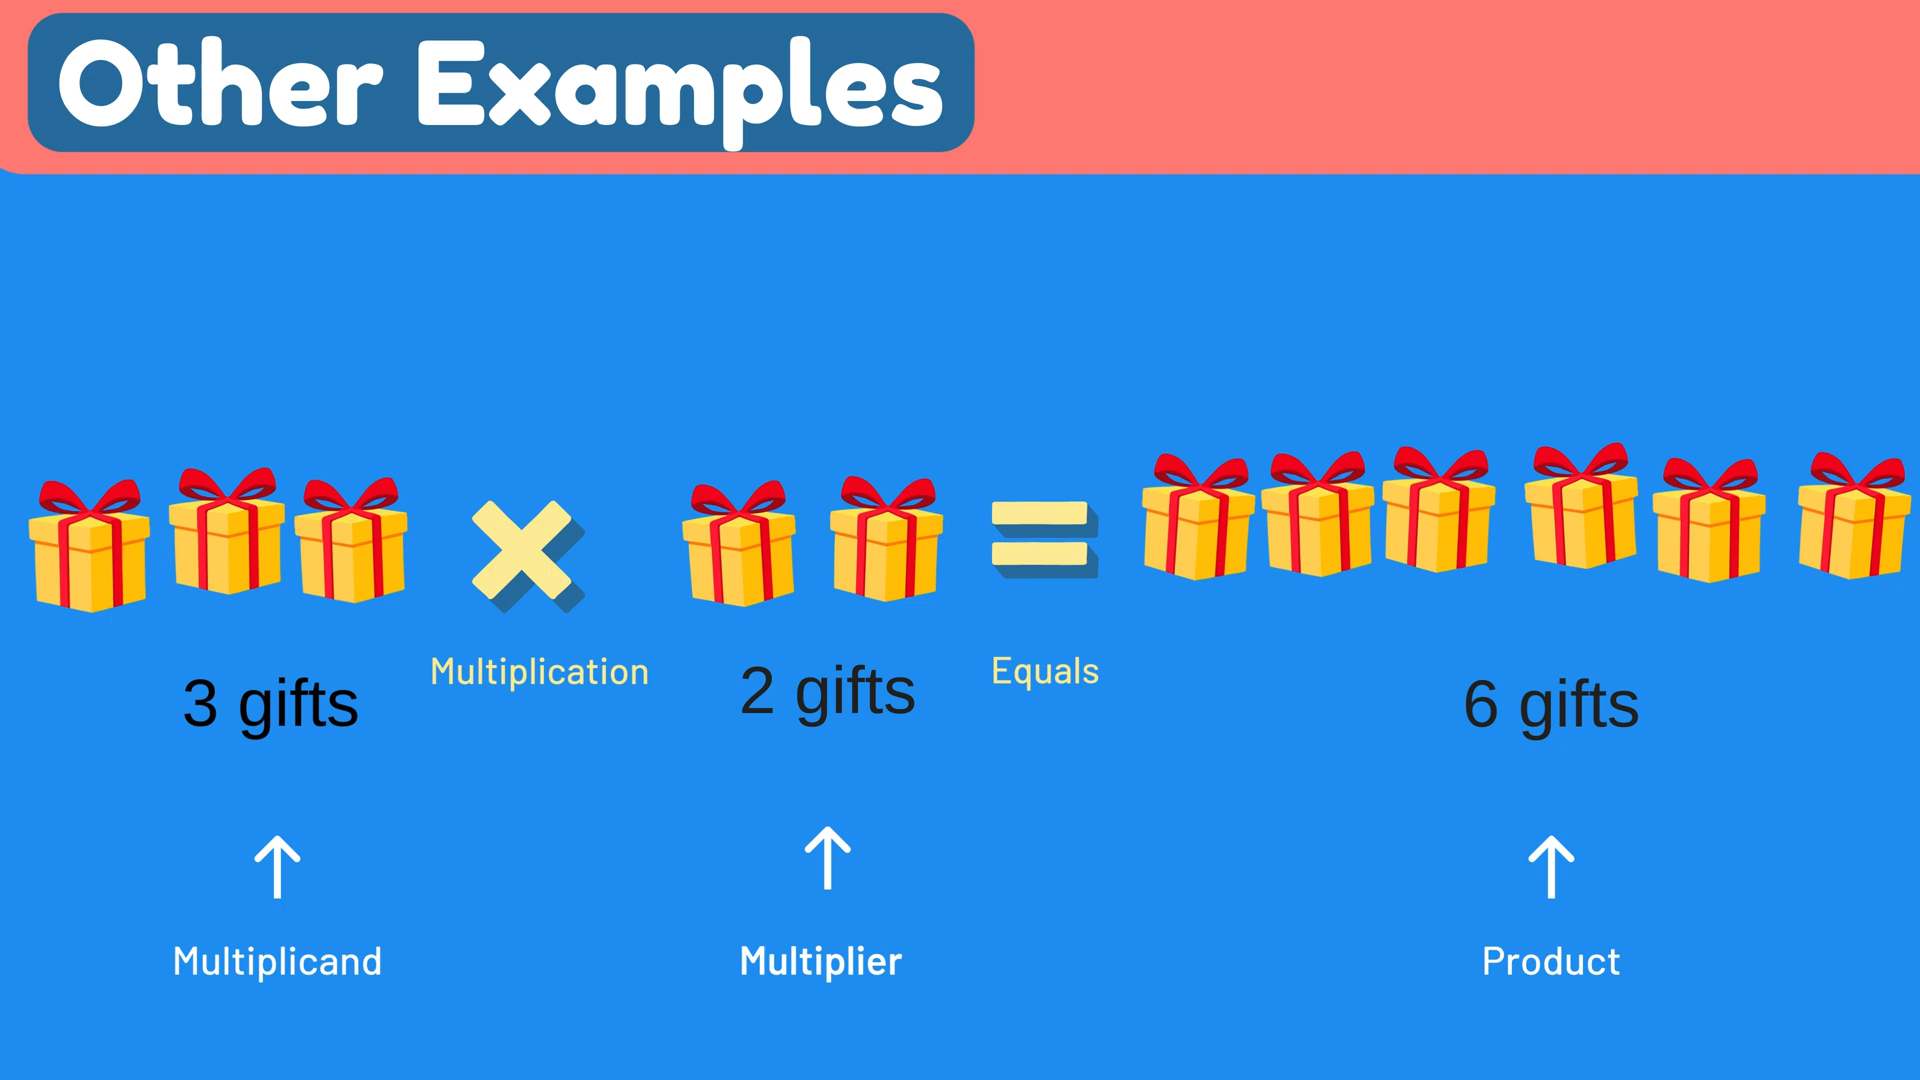 Other Examples
3 gifts
Multiplication
2 gifts
Equals
6 gifts
Multiplicand
Multiplier
Product